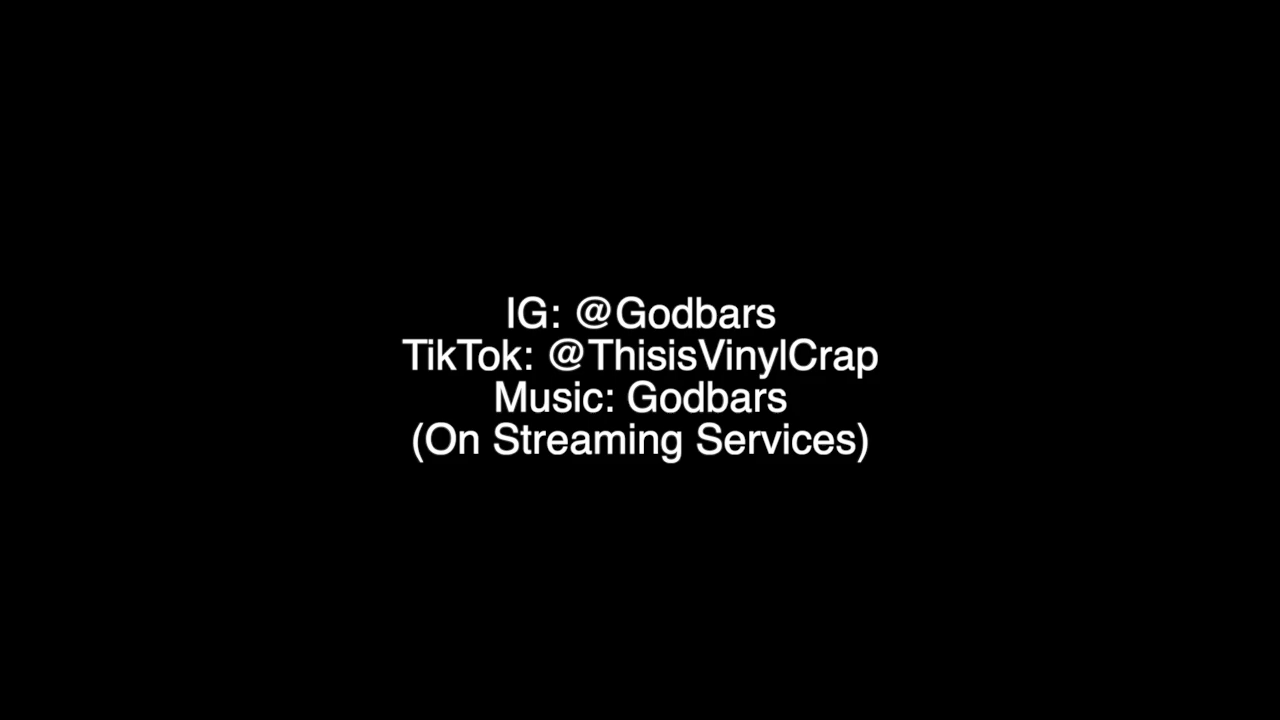 IG: @Godbars
TikTok: @ThisisVinylCrap
Music: Godbars
(On Streaming Services)